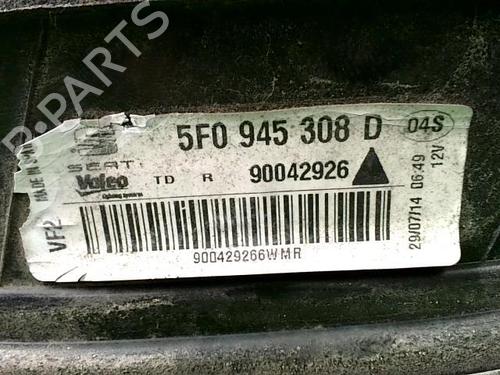 B-PARTS
5F0 945 308 D
04S
SEAT
Valeo
TD R 90042926
900429266WMR
VF2
MADE IN
29/07/14 06:49
12V